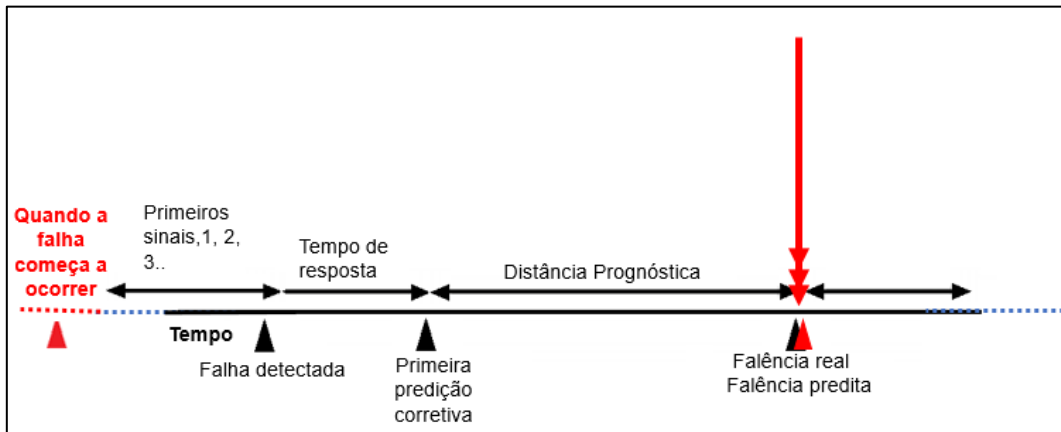 Quando a
falha
começa a
ocorrer
Primeiros
sinais,1, 2,
3..
Tempo de
resposta
Distância Prognóstica
Tempo
Falha detectada
Primeira
predição
corretiva
Falência real
Falência predita